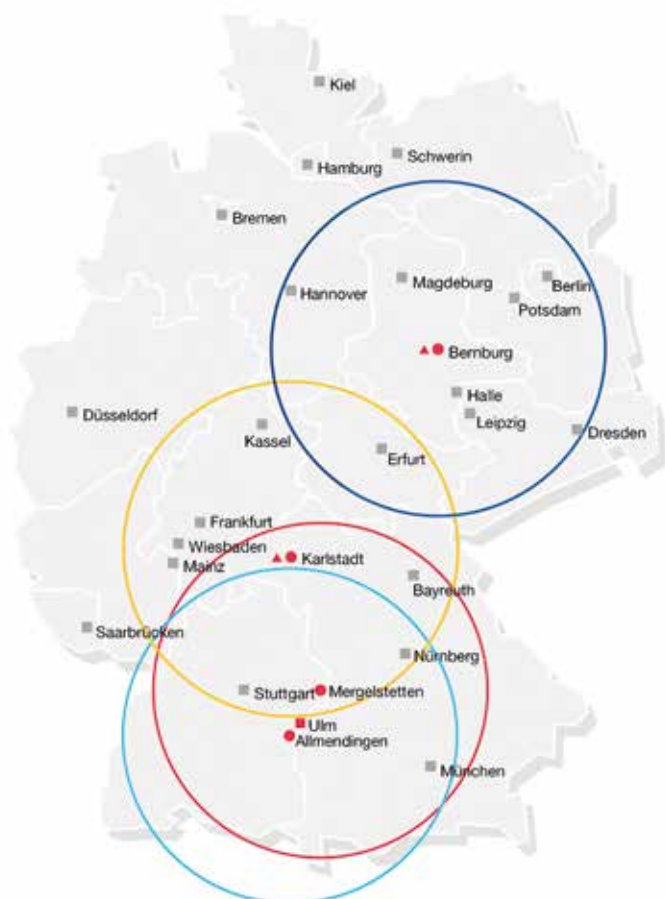 Kiel
Schwerin
Hamburg
Bremen
Magdeburg
Berlin
Hannover
Potsdam
Bernburg
Halle
Düsseldorf
Leipzig
Kassel
Dresden
Erfurt
Frankfurt
Wiesbaden
Karlstadt
Mainz
Bayreuth
Saarbrücken
Nürnberg
Stuttgart
Mergelstetten
Ulm
Allmendingen
München